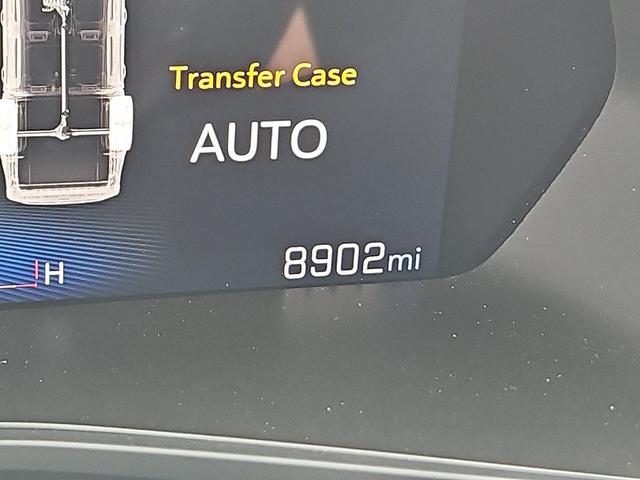 Transfer Case
AUTO
8902mi
H